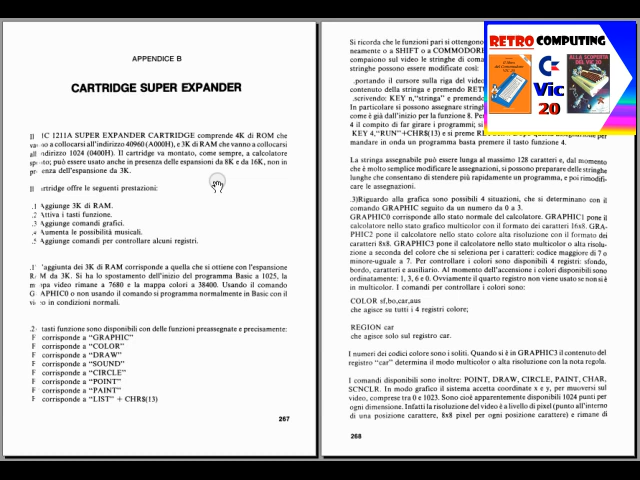 APPENDICE B
CARTRIDGE SUPER EXPANDER
IC 1211A SUPER EXPANDER CARTRIDGE comprende 4K di ROM che
vanno a collocarsi all'indirizzo 40960 (A000H), e 3K di RAM che vanno a collocarsi
indirizzo 1024 (0400H). Il cartridge va montato, come sempre, a calcolatore
può essere usato anche in presenza delle espansioni da 8K e da 16K, non in
dell'espansione da 3K.
cartridge offre le seguenti prestazioni:
.1 Aggiunge 3K di RAM.
.2 Attiva i tasti funzione.
.3 Aggiunge comandi grafici.
.4 Aumenta le possibilità musicali.
.5 Aggiunge comandi per controllare alcuni registri.
.1 aggiunta dei 3K di RAM corrisponde a quella che si ottiene con l'espansione
RAM da 3K. Si ha lo spostamento dell'inizio del programma Basic a 1025, la
mappa video rimane a 7680 e la mappa colori a 38400. Usando il comando
GRAPHIC0 o non usando il comando si programma normalmente in Basic con il
video in condizioni normali.
.2 tasti funzione sono disponibili con delle funzioni preassegnate e precisamente:
F corrisponde a "GRAPHIC"
F corrisponde a "COLOR"
F corrisponde a "DRAW"
F corrisponde a "SOUND"
F corrisponde a "CIRCLE"
F corrisponde a "POINT"
F corrisponde a "PAINT"
F corrisponde a "LIST" + CHR$(13)
267
Si ricorda che le funzioni pari si ottengono
neamente o a SHIFT o a COMMODORE
compaiono sul video le stringhe di coma
stringhe possono essere modificate così:
.portando il cursore sulla riga del video
contenuto della stringa e premendo RETU
.scrivendo: KEY n,"stringa" e premendo
In particolare si possono assegnare stringhe
come è già dall'inizio per la funzione 8. Per
4 il compito di far girare i programmi; si
KEY 4,"RUN"+CHR$(13) e si preme per
mandare in onda un programma basta premere il tasto funzione 4.
La stringa assegnabile può essere lunga al massimo 128 caratteri e, dal momento
che è molto semplice modificare le assegnazioni, si possono preparare delle stringhe
lunghe che consentano di stendere più rapidamente un programma, e poi rimodifi-
care le assegnazioni.
.3)Riguardo alla grafica sono possibili 4 situazioni, che si determinano con il
comando GRAPHIC seguito da un numero da 0 a 3.
GRAPHIC0 corrisponde allo stato normale del calcolatore. GRAPHIC1 pone il
calcolatore nello stato grafico multicolor con il formato dei caratteri 16x8. GRA-
PHIC2 pone il calcolatore nello stato colore alta risoluzione con il formato dei
caratteri 8x8. GRAPHIC3 pone il calcolatore nello stato multicolor o alta risolu-
zione a seconda del colore che si seleziona per i caratteri: codice maggiore di 7 o
minore-uguale a 7. Per controllare i colori sono disponibili 4 registri: sfondo,
bordo, carattere e ausiliario. Al momento dell'accensione i colori disponibili sono
ordinatamente: 1, 3, 6 e 0. Ovviamente il quarto registro non viene usato se non si è
in multicolor. I comandi per controllare i colori sono:
COLOR sf,bo,car,aus
che agisce su tutti i 4 registri colore;
REGION car
che agisce solo sul registro car.
I numeri dei codici colore sono i soliti. Quando si è in GRAPHIC3 il contenuto del
registro "car" determina il modo multicolor o alta risoluzione con la nota regola.
I comandi disponibili sono inoltre: POINT, DRAW, CIRCLE, PAINT, CHAR,
SCNCLR. In modo grafico il sistema accetta coordinate x e y, per muoversi sul
video, comprese tra 0 e 1023. Sono cioè apparentemente disponibili 1024 punti per
ogni dimensione. Infatti la risoluzione del video è a livello di pixel (punto all'interno
di una posizione carattere, 8x8 pixel per ogni posizione carattere) e rimane di
268
RETRO COMPUTING
Vic
20
ALLA SCOPERTA
DEL VIC 20